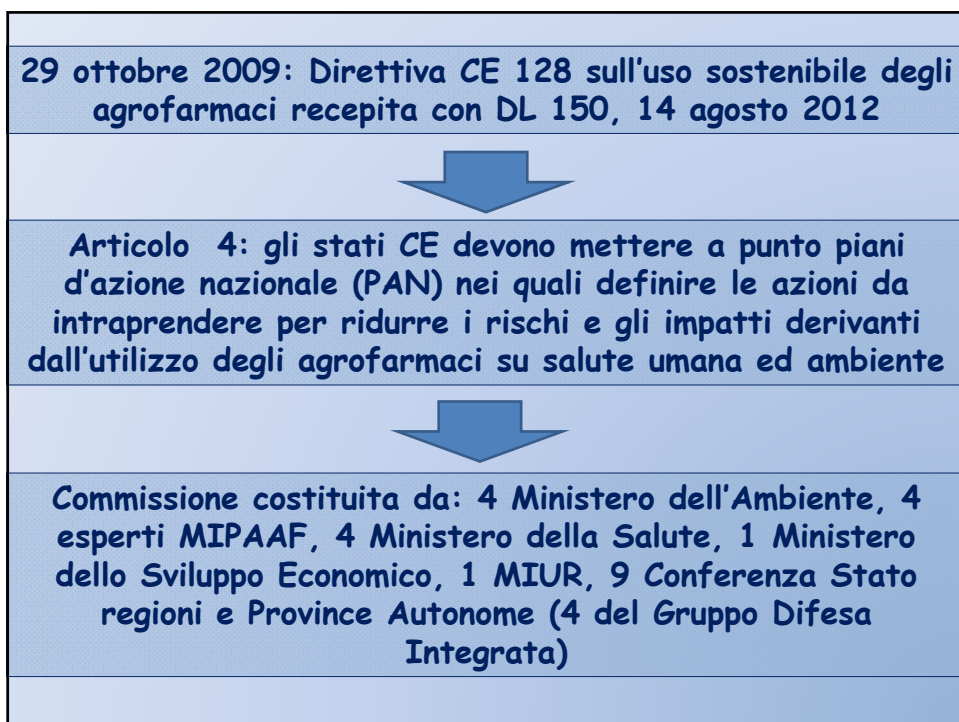 29 ottobre 2009: Direttiva CE 128 sull'uso sostenibile degli
agrofarmaci recepita con DL 150, 14 agosto 2012
Articolo 4: gli stati CE devono mettere a punto piani
d'azione nazionale (PAN) nei quali definire le azioni da
intraprendere per ridurre i rischi e gli impatti derivanti
dall'utilizzo degli agrofarmaci su salute umana ed ambiente
Commissione costituita da: 4 Ministero dell'Ambiente, 4
esperti MIPAAF, 4 Ministero della Salute, 1 Ministero
dello Sviluppo Economico, 1 MIUR, 9 Conferenza Stato
regioni e Province Autonome (4 del Gruppo Difesa
Integrata)